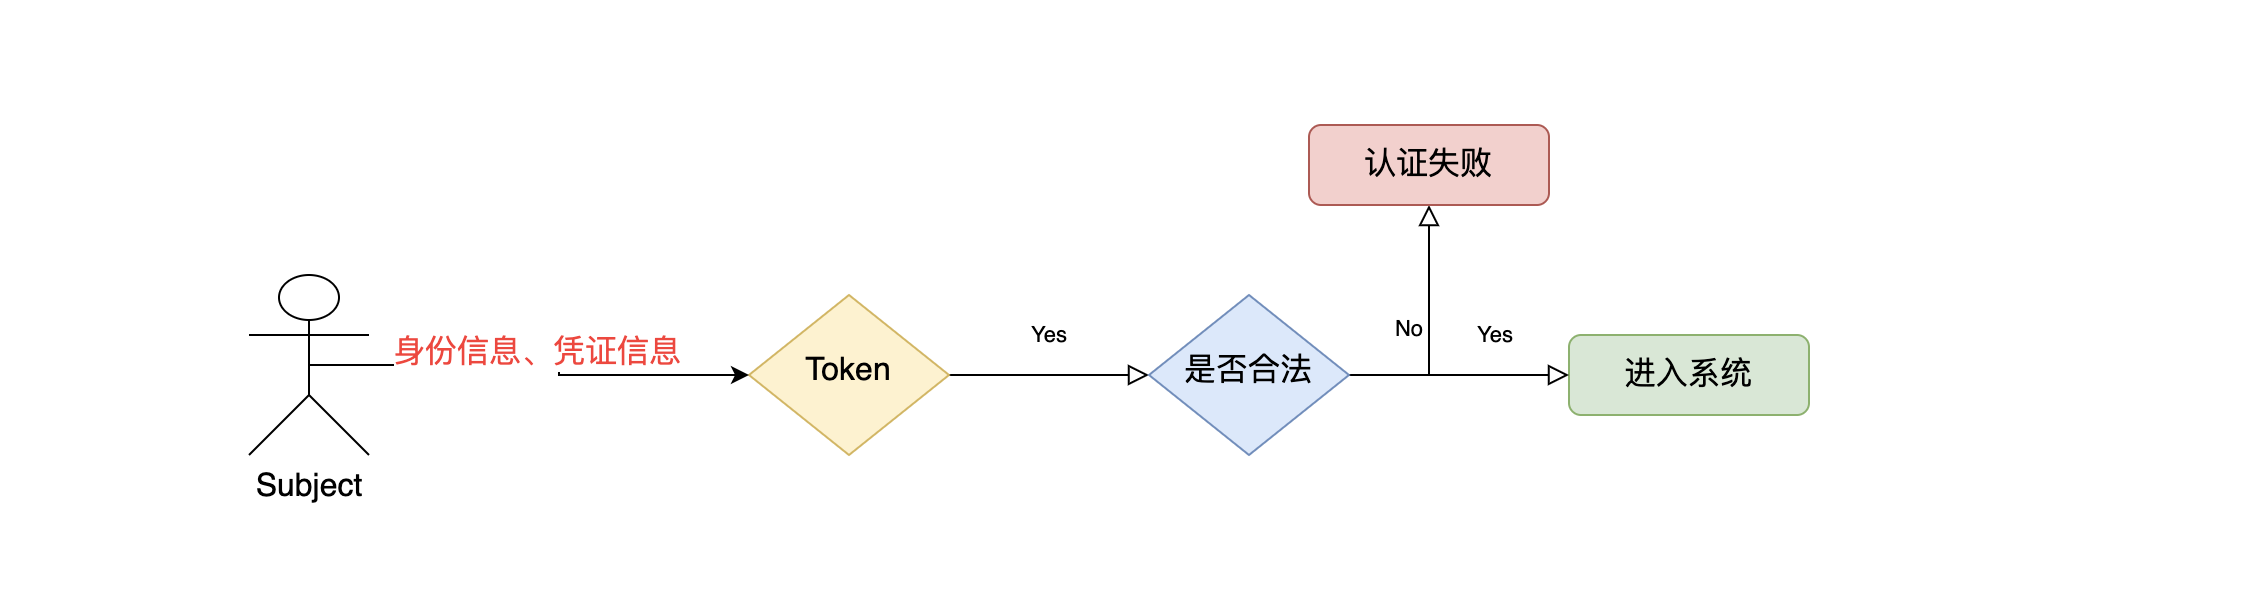 认证失败
身份信息、凭证信息
Token
Yes
是否合法
No
Yes
进入系统
Subject